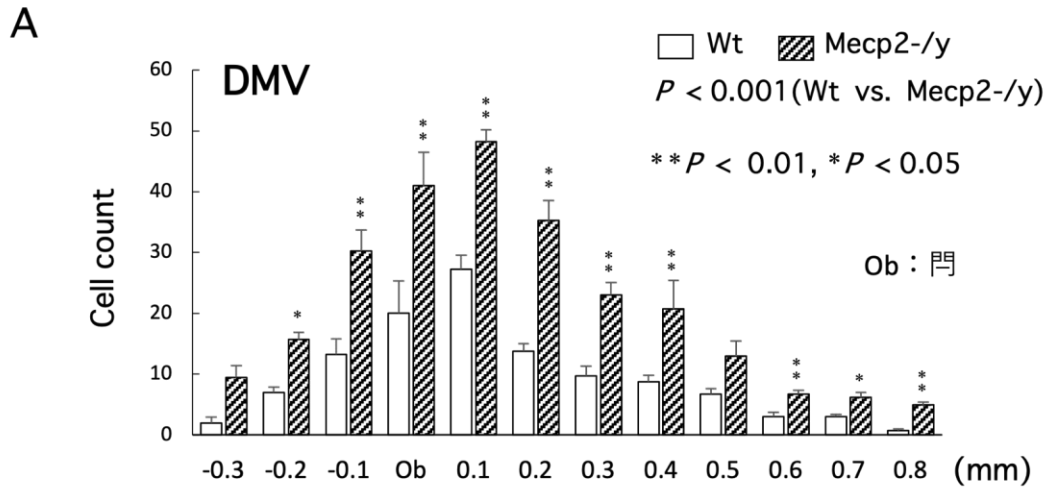 A
Wt Mecp2-/y
P < 0.001(Wt vs. Mecp2-/y)
**P < 0.01, *P < 0.05
Ob：閂
DMV
Cell count
60
50
40
30
20
10
0
** ** ** ** ** ** * ** * **
-0.3 -0.2 -0.1 Ob 0.1 0.2 0.3 0.4 0.5 0.6 0.7 0.8 (mm)